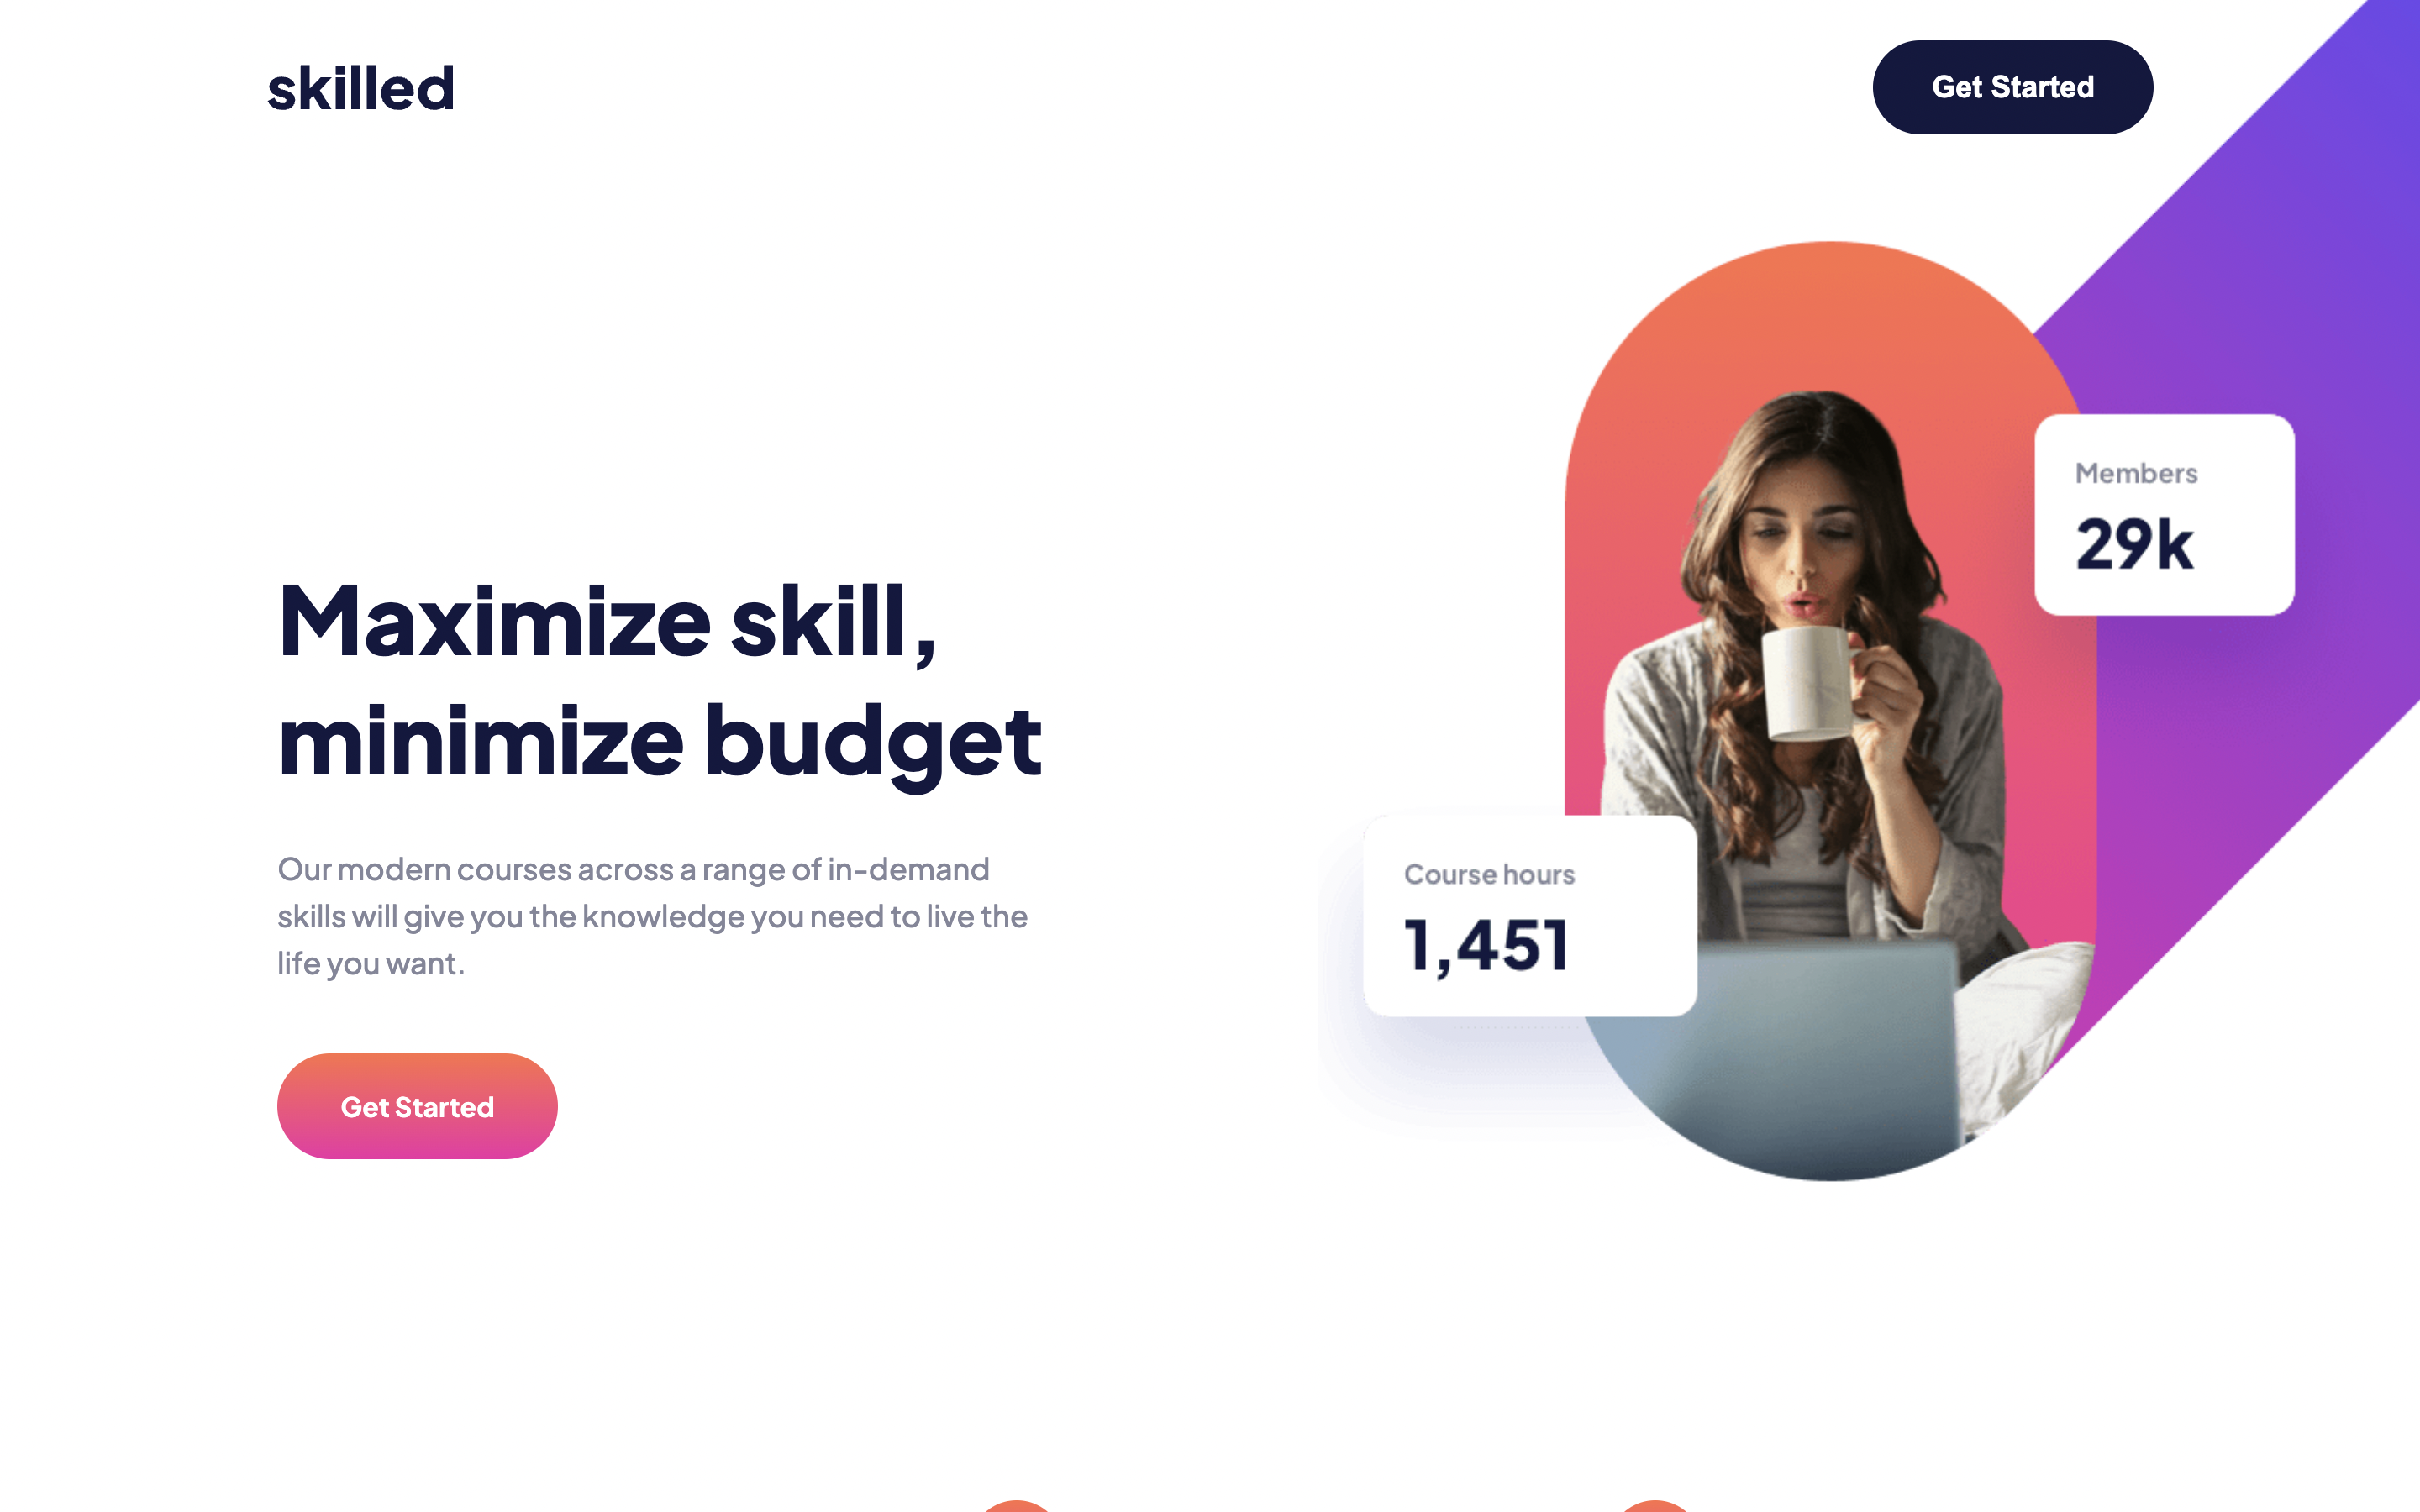 skilled
Get Started
Maximize skill,
minimize budget
Our modern courses across a range of in-demand
skills will give you the knowledge you need to live the
life you want.
Get Started
Members
29k
Course hours
1,451